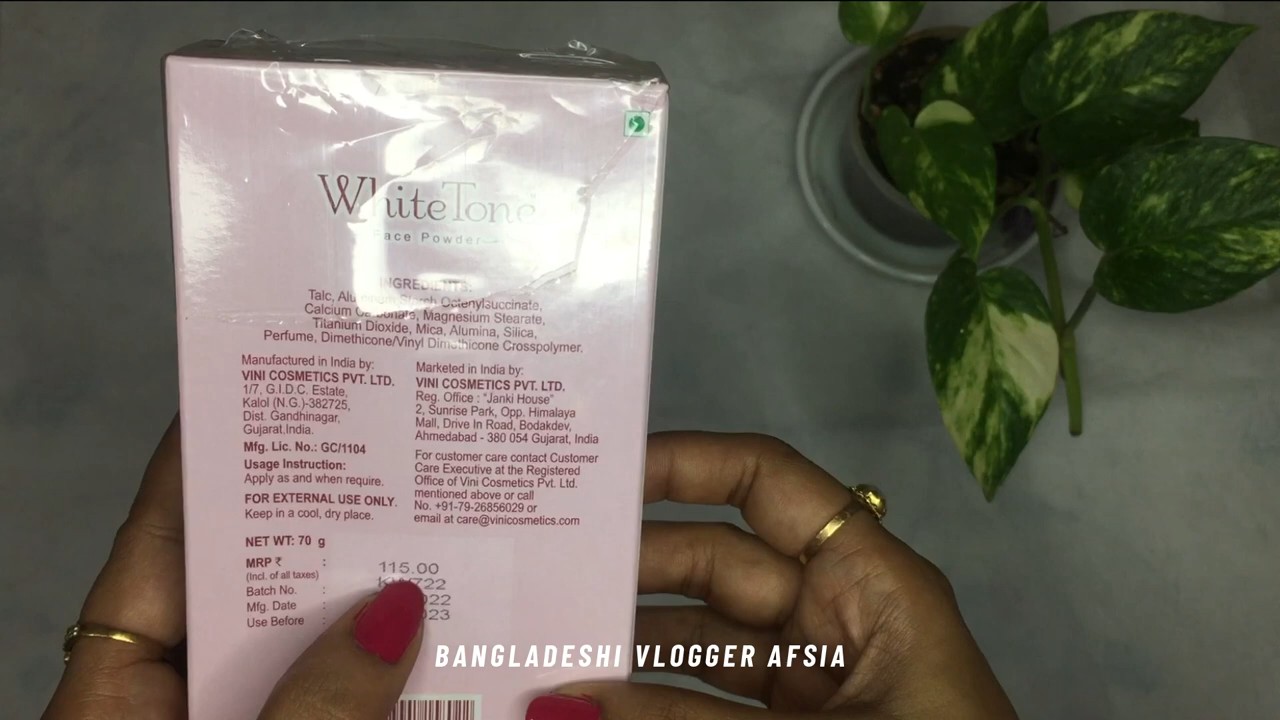 WhiteTone
Face Powder
INGREDIENTS:
Talc, Aluminum Starch Octenylsuccinate,
Calcium Carbonate, Magnesium Stearate,
Titanium Dioxide, Mica, Alumina, Silica,
Perfume, Dimethicone/Vinyl Dimethicone Crosspolymer.
Manufactured in India by:
VINI COSMETICS PVT. LTD.
1/7, G.I.D.C. Estate,
Kalol (N.G.)-382725,
Dist. Gandhinagar,
Gujarat,India.
Mfg. Lic. No.: GC/1104
Usage Instruction:
Apply as and when require.
FOR EXTERNAL USE ONLY.
Keep in a cool, dry place.
Marketed in India by:
VINI COSMETICS PVT. LTD.
Reg. Office : "Janki House"
2, Sunrise Park, Opp. Himalaya
Mall, Drive In Road, Bodakdev,
Ahmedabad - 380 054 Gujarat, India
For customer care contact Customer
Care Executive at the Registered
Office of Vini Cosmetics Pvt. Ltd.
mentioned above or call
No. +91-79-26856029 or
email at care@vinicosmetics.com
NET WT: 70 g
MRP ₹ : 115.00
(Incl. of all taxes)
Batch No. :
Mfg. Date :
Use Before :
BANGLADESHI VLOGGER AFSIA